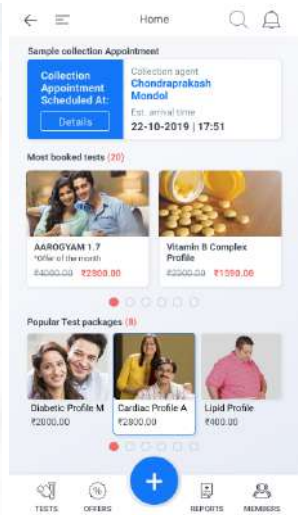 Home
Sample collection Appointment
Collection
Appointment
Scheduled At:
Details
Collection agent
Chondraprakash
Mondol
Est. arrival time
22-10-2019 | 17:51
Most booked tests (20)
AAROGYAM 1.7
*Offer of the month
₹4000.00 ₹2800.00
Vitamin B Complex
Profile
₹1590.00
Popular Test packages (8)
Diabetic Profile M
₹2000.00
Cardiac Profile A
₹2800.00
Lipid Profile
₹400.00
TESTS
OFFERS
+
REPORTS
MEMBERS